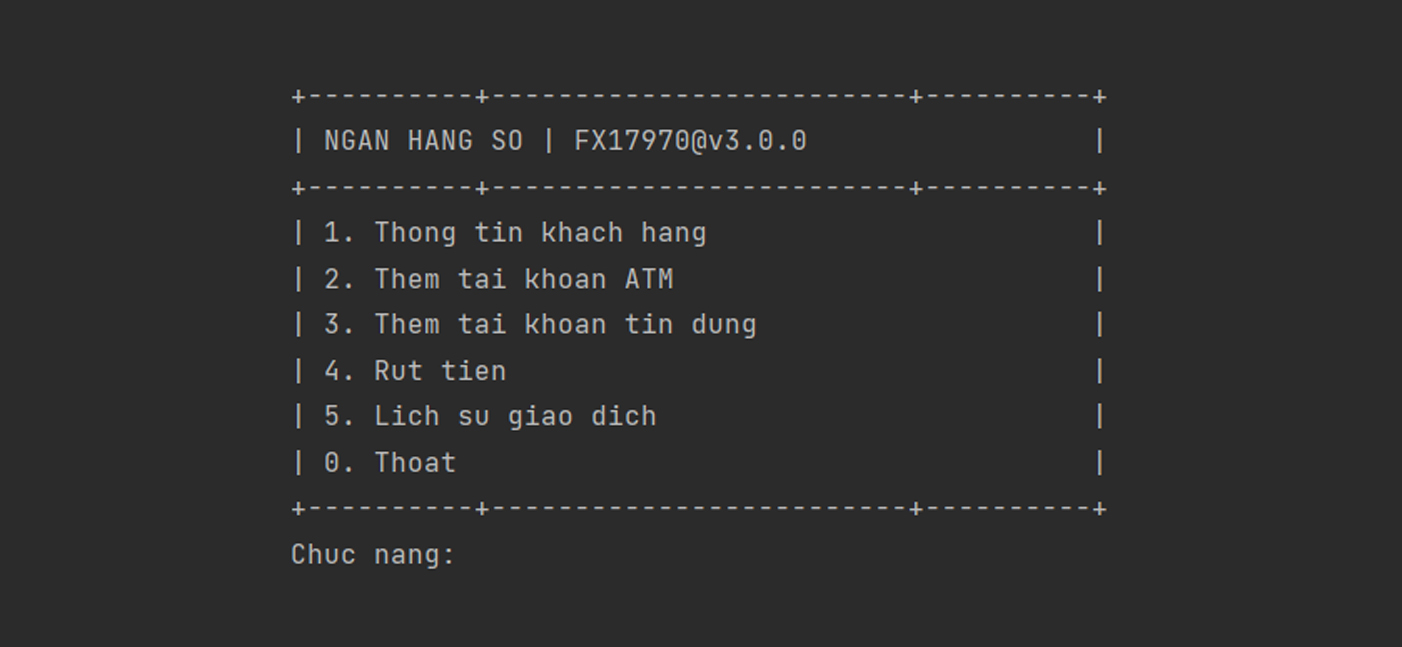 +----------+-------------------------+----------+
| NGAN HANG SO | FX17970@v3.0.0                 |
+----------+-------------------------+----------+
| 1. Thong tin khach hang                       |
| 2. Them tai khoan ATM                         |
| 3. Them tai khoan tin dung                    |
| 4. Rut tien                                   |
| 5. Lich su giao dich                          |
| 0. Thoat                                      |
+----------+-------------------------+----------+
Chuc nang: